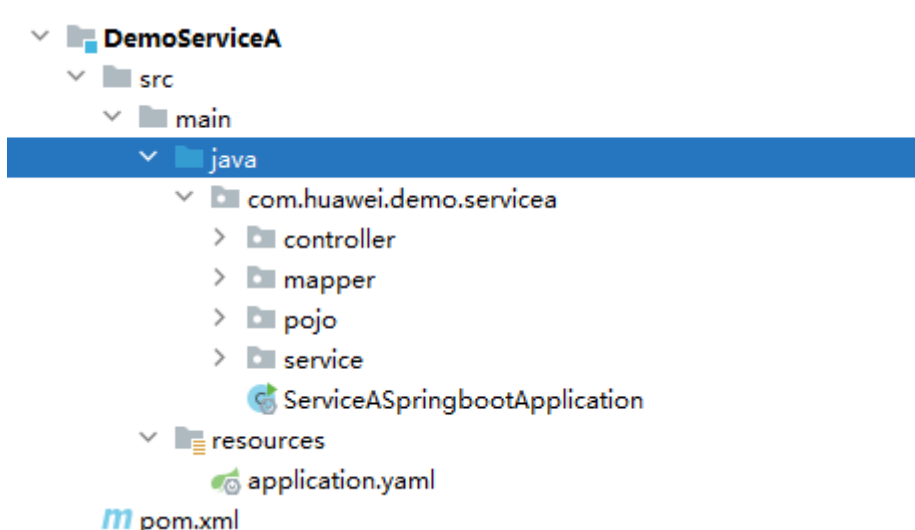 DemoServiceA
src
main
java
com.huawei.demo.servicea
controller
mapper
pojo
service
ServiceASpringbootApplication
resources
application.yaml
pom.xml